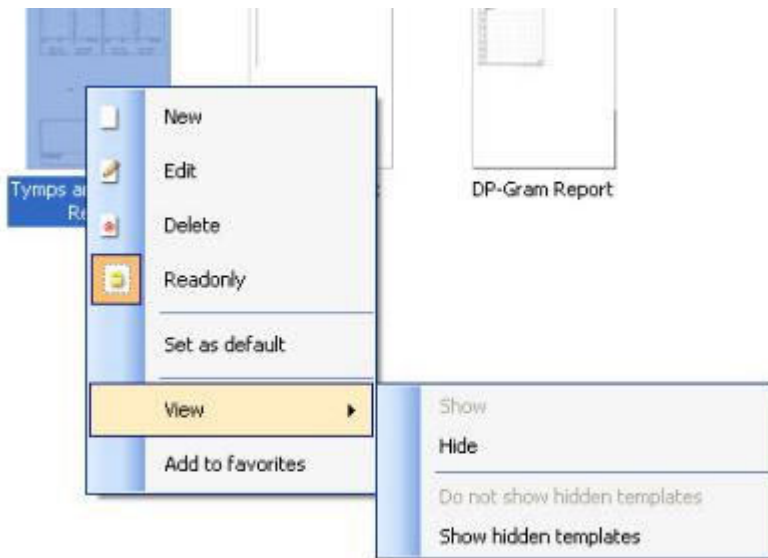 New
Edit
Tymps a
DP-Gram Report
Re
Delete
Readonly
Set as default
View
Show
Hide
Add to favorites
Do not show hidden templates
Show hidden templates